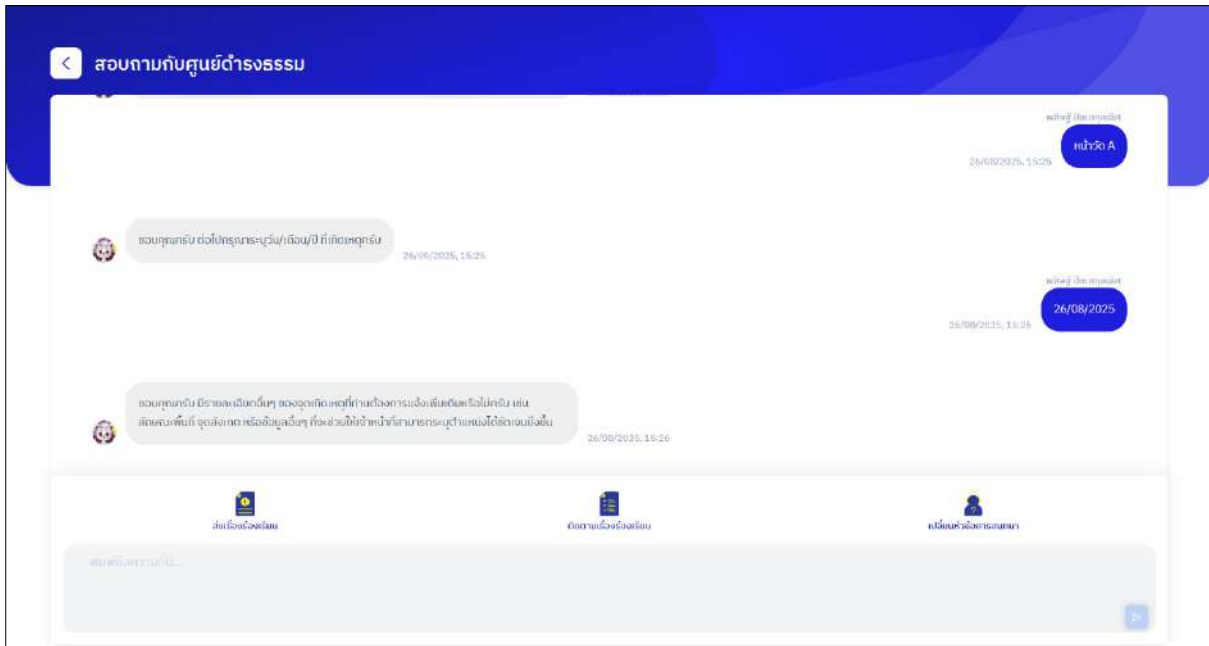 สอบถามกับศูนย์ดำรงธรรม
หน้าวัด A
26/08/2025, 15:25
ขอบคุณครับ ต่อไปกรุณาระบุวัน/เดือน/ปี ที่เกิดเหตุครับ
26/08/2025, 15:25
26/08/2025
26/08/2025, 15:26
ขอบคุณครับ มีรายละเอียดอื่นๆ ของจุดเกิดเหตุที่ท่านต้องการแจ้งเพิ่มเติมหรือไม่ครับ เช่น
ลักษณะพื้นที่ จุดสังเกต หรือข้อมูลอื่นๆ ที่จะช่วยให้เจ้าหน้าที่สามารถระบุตำแหน่งได้ชัดเจนยิ่งขึ้น
26/08/2025, 15:26
ส่งเรื่องร้องเรียน
ติดตามเรื่องร้องเรียน
เปลี่ยนหัวข้อการสนทนา
พิมพ์ข้อความที่นี่...